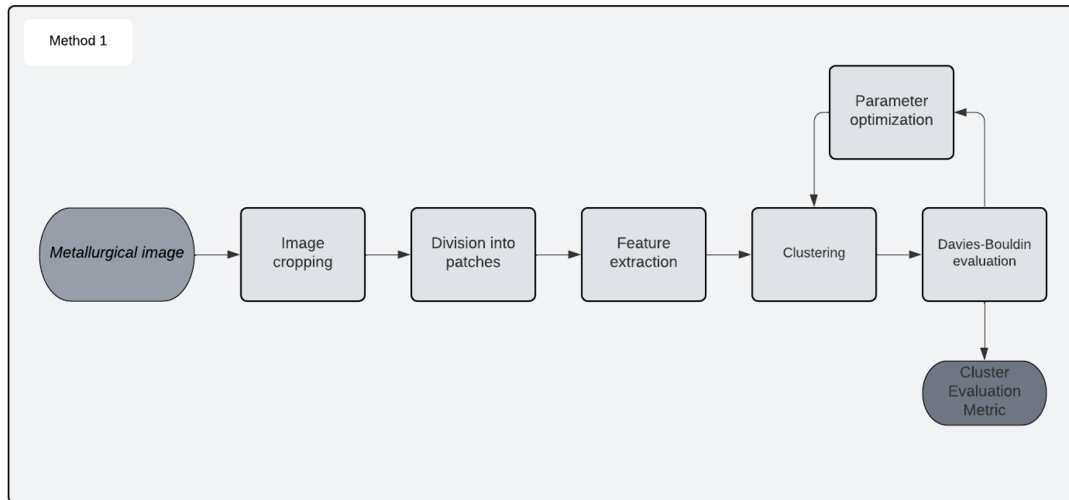 Method 1
Parameter
optimization
Metallurgical image
Image
cropping
Division into
patches
Feature
extraction
Clustering
Davies-Bouldin
evaluation
Cluster
Evaluation
Metric